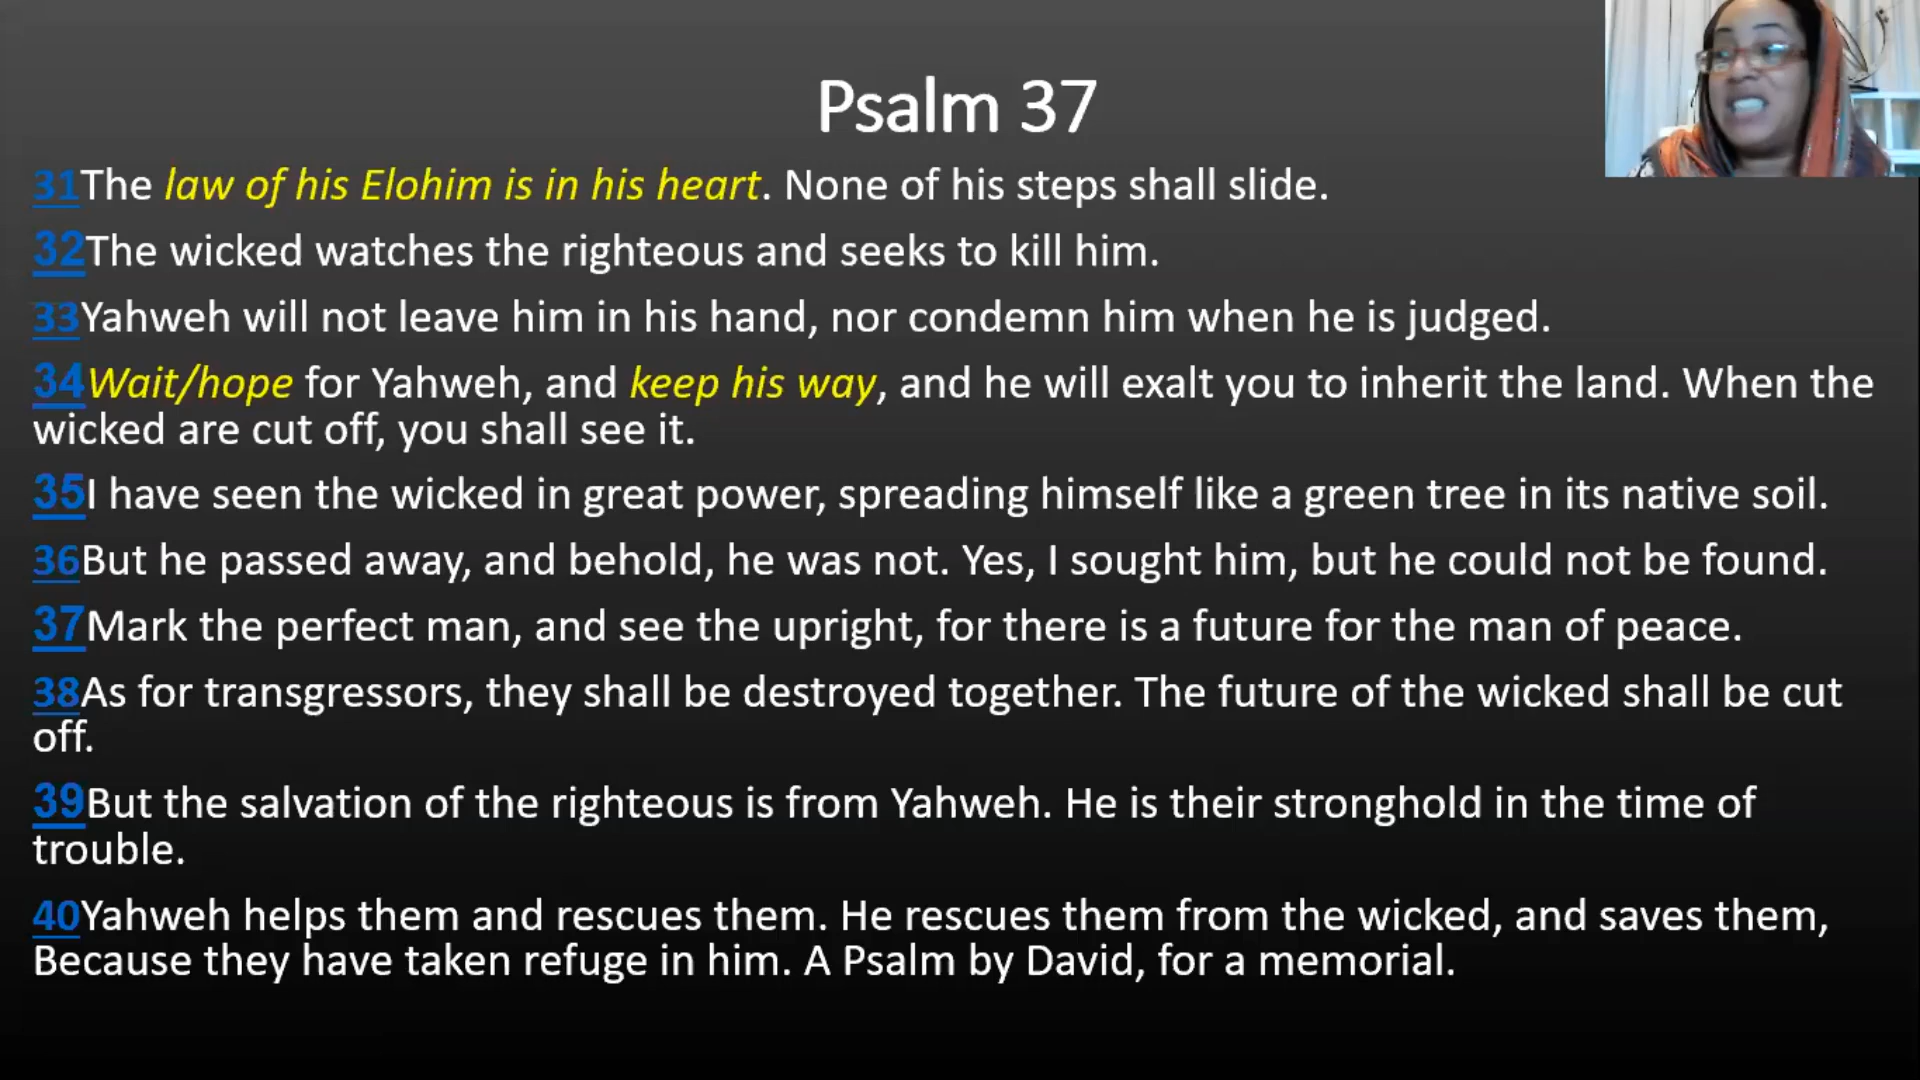 Psalm 37
31The law of his Elohim is in his heart. None of his steps shall slide.
32The wicked watches the righteous and seeks to kill him.
33Yahweh will not leave him in his hand, nor condemn him when he is judged.
34Wait/hope for Yahweh, and keep his way, and he will exalt you to inherit the land. When the
wicked are cut off, you shall see it.
35I have seen the wicked in great power, spreading himself like a green tree in its native soil.
36But he passed away, and behold, he was not. Yes, I sought him, but he could not be found.
37Mark the perfect man, and see the upright, for there is a future for the man of peace.
38As for transgressors, they shall be destroyed together. The future of the wicked shall be cut
off.
39But the salvation of the righteous is from Yahweh. He is their stronghold in the time of
trouble.
40Yahweh helps them and rescues them. He rescues them from the wicked, and saves them,
Because they have taken refuge in him. A Psalm by David, for a memorial.